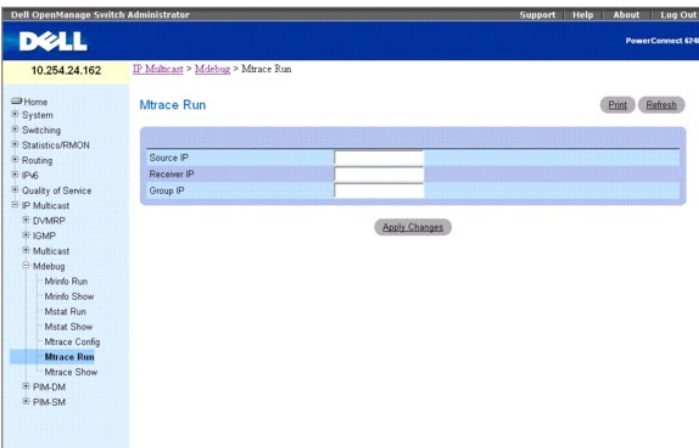 Dell OpenManage Switch Administrator
Support Help About Log Out
DELL
PowerConnect 624
10.254.24.162
IP Multicast > Mdebug > Mtrace Run
Home
System
Switching
Statistics/RMON
Routing
IPv6
Quality of Service
IP Multicast
DVMRP
IGMP
Multicast
Mdebug
Mrinfo Run
Mrinfo Show
Mstat Run
Mstat Show
Mtrace Config
Mtrace Run
Mtrace Show
PIM-DM
PIM-SM
Mtrace Run
Print Refresh
Source IP
Receiver IP
Group IP
Apply Changes